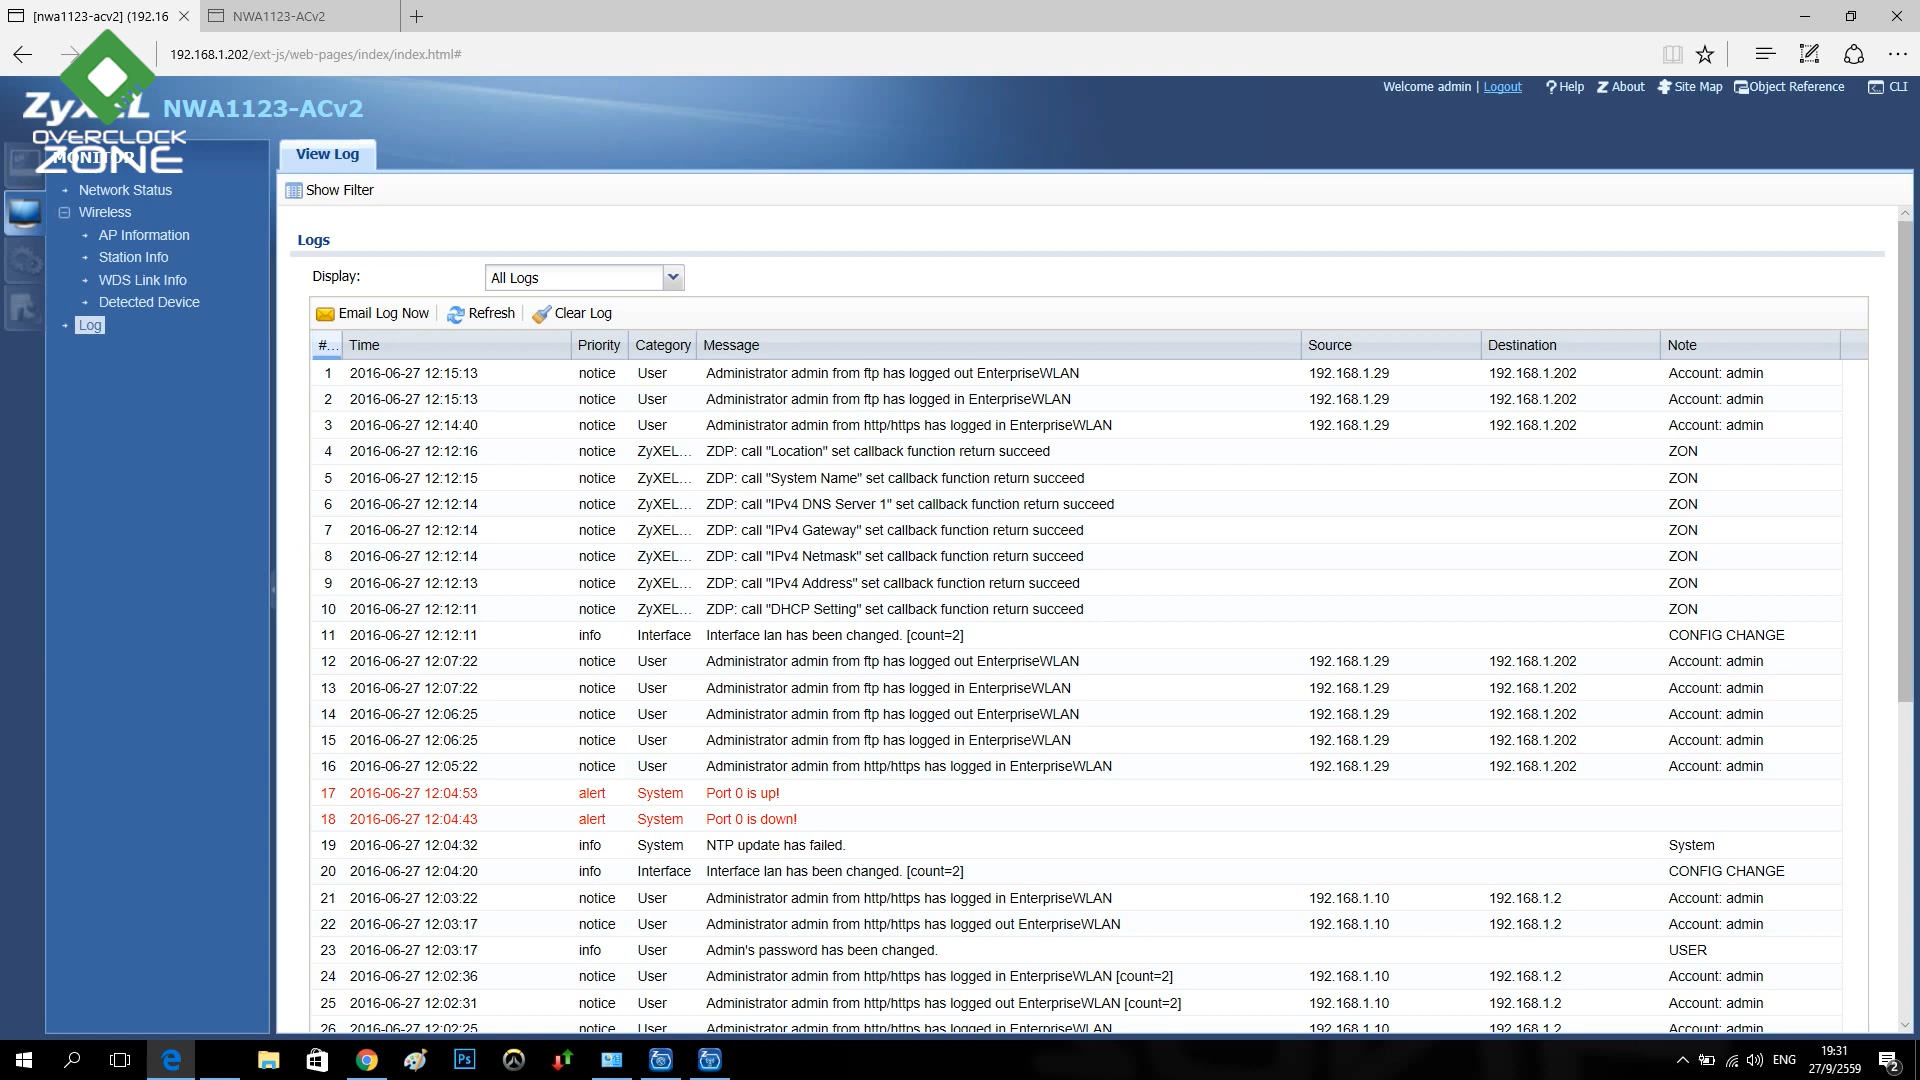 [nwa1123-acv2] (192.16
NWA1123-ACv2
192.168.1.202/ext-js/web-pages/index/index.html#
ZyXEL NWA1123-ACv2
Welcome admin | Logout ?Help Z About Site Map Object Reference CLI
OVERCLOCK
ZONE
MONITOR
Network Status
Wireless
AP Information
Station Info
WDS Link Info
Detected Device
Log
View Log
Show Filter
Logs
Display: All Logs
Email Log Now Refresh Clear Log
#... Time Priority Category Message Source Destination Note
1 2016-06-27 12:15:13 notice User Administrator admin from ftp has logged out EnterpriseWLAN 192.168.1.29 192.168.1.202 Account: admin
2 2016-06-27 12:15:13 notice User Administrator admin from ftp has logged in EnterpriseWLAN 192.168.1.29 192.168.1.202 Account: admin
3 2016-06-27 12:14:40 notice User Administrator admin from http/https has logged in EnterpriseWLAN 192.168.1.29 192.168.1.202 Account: admin
4 2016-06-27 12:12:16 notice ZyXEL... ZDP: call "Location" set callback function return succeed ZON
5 2016-06-27 12:12:15 notice ZyXEL... ZDP: call "System Name" set callback function return succeed ZON
6 2016-06-27 12:12:14 notice ZyXEL... ZDP: call "IPv4 DNS Server 1" set callback function return succeed ZON
7 2016-06-27 12:12:14 notice ZyXEL... ZDP: call "IPv4 Gateway" set callback function return succeed ZON
8 2016-06-27 12:12:14 notice ZyXEL... ZDP: call "IPv4 Netmask" set callback function return succeed ZON
9 2016-06-27 12:12:13 notice ZyXEL... ZDP: call "IPv4 Address" set callback function return succeed ZON
10 2016-06-27 12:12:11 notice ZyXEL... ZDP: call "DHCP Setting" set callback function return succeed ZON
11 2016-06-27 12:12:11 info Interface Interface lan has been changed. [count=2] CONFIG CHANGE
12 2016-06-27 12:07:22 notice User Administrator admin from ftp has logged out EnterpriseWLAN 192.168.1.29 192.168.1.202 Account: admin
13 2016-06-27 12:07:22 notice User Administrator admin from ftp has logged in EnterpriseWLAN 192.168.1.29 192.168.1.202 Account: admin
14 2016-06-27 12:06:25 notice User Administrator admin from ftp has logged out EnterpriseWLAN 192.168.1.29 192.168.1.202 Account: admin
15 2016-06-27 12:06:25 notice User Administrator admin from ftp has logged in EnterpriseWLAN 192.168.1.29 192.168.1.202 Account: admin
16 2016-06-27 12:05:22 notice User Administrator admin from http/https has logged in EnterpriseWLAN 192.168.1.29 192.168.1.202 Account: admin
17 2016-06-27 12:04:53 alert System Port 0 is up!
18 2016-06-27 12:04:43 alert System Port 0 is down!
19 2016-06-27 12:04:32 info System NTP update has failed. System
20 2016-06-27 12:04:20 info Interface Interface lan has been changed. [count=2] CONFIG CHANGE
21 2016-06-27 12:03:22 notice User Administrator admin from http/https has logged in EnterpriseWLAN 192.168.1.10 192.168.1.2 Account: admin
22 2016-06-27 12:03:17 notice User Administrator admin from http/https has logged out EnterpriseWLAN 192.168.1.10 192.168.1.2 Account: admin
23 2016-06-27 12:03:17 info User Admin's password has been changed. USER
24 2016-06-27 12:02:36 notice User Administrator admin from http/https has logged in EnterpriseWLAN [count=2] 192.168.1.10 192.168.1.2 Account: admin
25 2016-06-27 12:02:31 notice User Administrator admin from http/https has logged out EnterpriseWLAN [count=2] 192.168.1.10 192.168.1.2 Account: admin
26 2016-06-27 12:02:25 notice User Administrator admin from http/https has logged in EnterpriseWLAN 192.168.1.10 192.168.1.2 Account: admin
Ps
ENG
19:31
27/9/2559
2